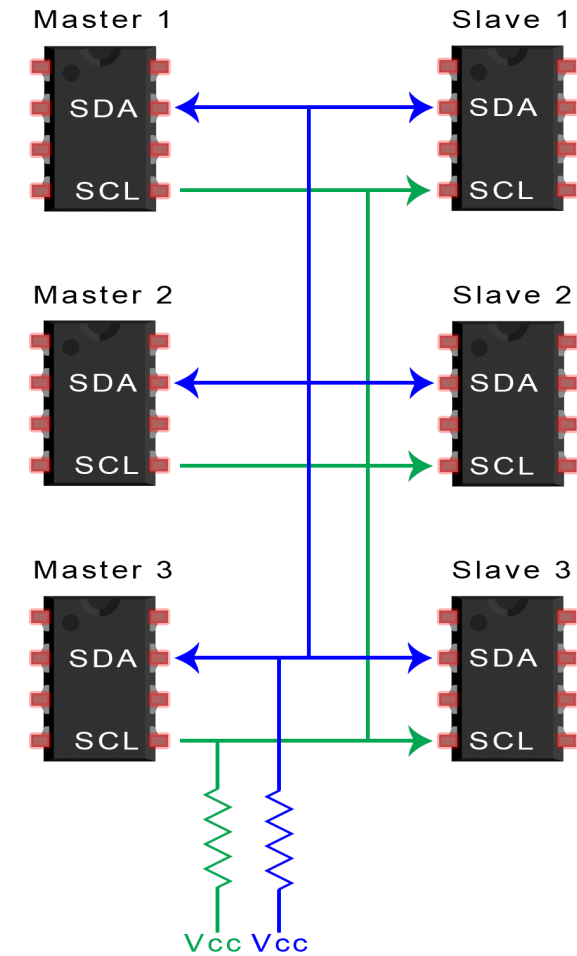 Master 1 Slave 1
SDA SDA
SCL SCL
Master 2 Slave 2
SDA SDA
SCL SCL
Master 3 Slave 3
SDA SDA
SCL SCL
Vcc Vcc